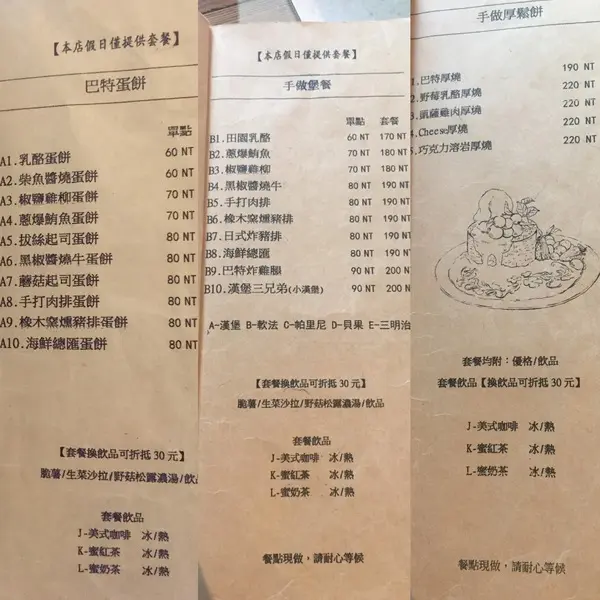 【本店假日僅提供套餐】
巴特蛋餅
單點
A1.乳酪蛋餅 60 NT
A2.柴魚醬燒蛋餅 60 NT
A3.椒鹽雞柳蛋餅 70 NT
A4.蔥爆鮪魚蛋餅 70 NT
A5.拔絲起司蛋餅 80 NT
A6.黑椒醬燒牛蛋餅 80 NT
A7.蘑菇起司蛋餅 80 NT
A8.手打肉排蛋餅 80 NT
A9.橡木窯燻豬排蛋餅 80 NT
A10.海鮮總匯蛋餅 80 NT
【套餐換飲品可折抵 30 元】
脆薯/生菜沙拉/野菇松露濃湯/飲
套餐飲品
J-美式咖啡 冰/熱
K-蜜紅茶 冰/熱
L-蜜奶茶 冰/熱
【本店假日僅提供套餐】
手做堡餐
單點 套餐
B1.田園乳酪 60 NT 170 NT
B2.蔥爆鮪魚 70 NT 180 NT
B3.椒鹽雞柳 70 NT 180 NT
B4.黑椒醬燒牛 80 NT 190 NT
B5.手打肉排 80 NT 190 NT
B6.橡木窯燻豬排 80 NT 190 NT
B7.日式炸豬排 80 NT 190 NT
B8.海鮮總匯 80 NT 190 NT
B9.巴特炸雞腿 90 NT 200 NT
B10.漢堡三兄弟(小漢堡) 90 NT 200 NT
A-漢堡 B-軟法 C-帕里尼 D-貝果 E-三明治
【套餐換飲品可折抵 30 元】
脆薯/生菜沙拉/野菇松露濃湯/飲品
套餐飲品
J-美式咖啡 冰/熱
K-蜜紅茶 冰/熱
L-蜜奶茶 冰/熱
餐點現做，請耐心等候
手做厚鬆餅
1.巴特厚燒 190 NT
2.野莓乳酪厚燒 220 NT
3.凱薩雞肉厚燒 220 NT
4.Cheese厚燒 220 NT
5.巧克力溶岩厚燒 220 NT
套餐均附：優格/飲品
套餐飲品【換飲品可折抵 30 元】
J-美式咖啡 冰/熱
K-蜜紅茶 冰/熱
L-蜜奶茶 冰/熱
餐點現做，請耐心等候